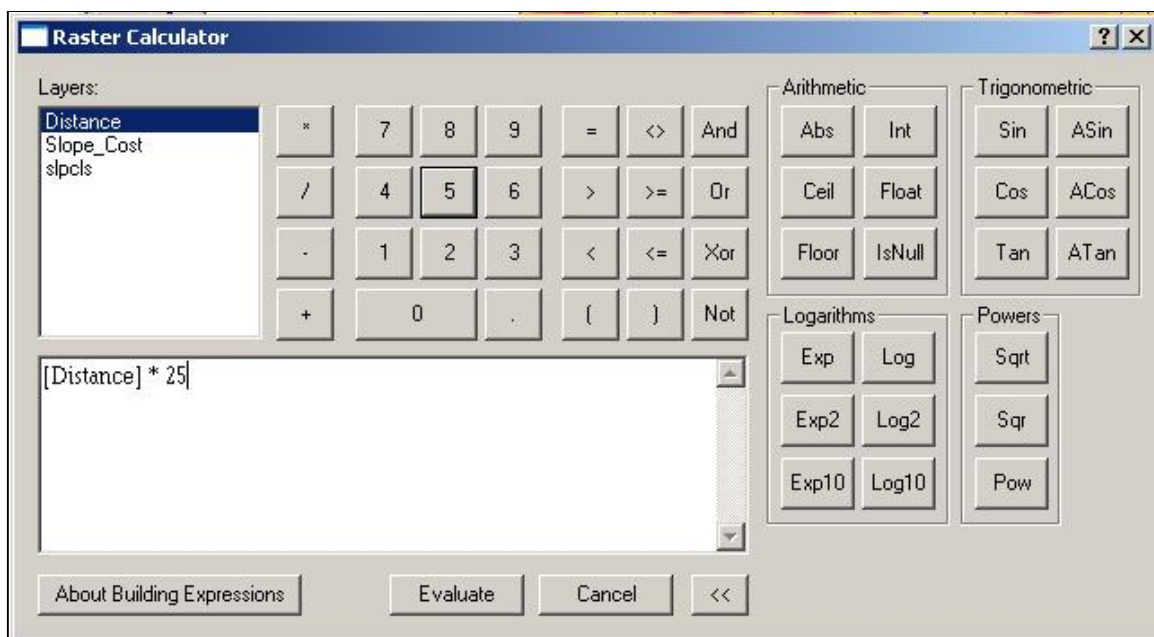 Raster Calculator ? ×
Layers: Arithmetic Trigonometric
Distance
Slope_Cost
slpcls
* 7 8 9 = <> And Abs Int Sin ASin
/ 4 5 6 > >= Or Ceil Float Cos ACos
- 1 2 3 < <= Xor Floor IsNull Tan ATan
+ 0 . ( ) Not
Logarithms Powers
Exp Log Sqrt
[Distance] * 25
Exp2 Log2 Sqr
Exp10 Log10 Pow
About Building Expressions Evaluate Cancel <<